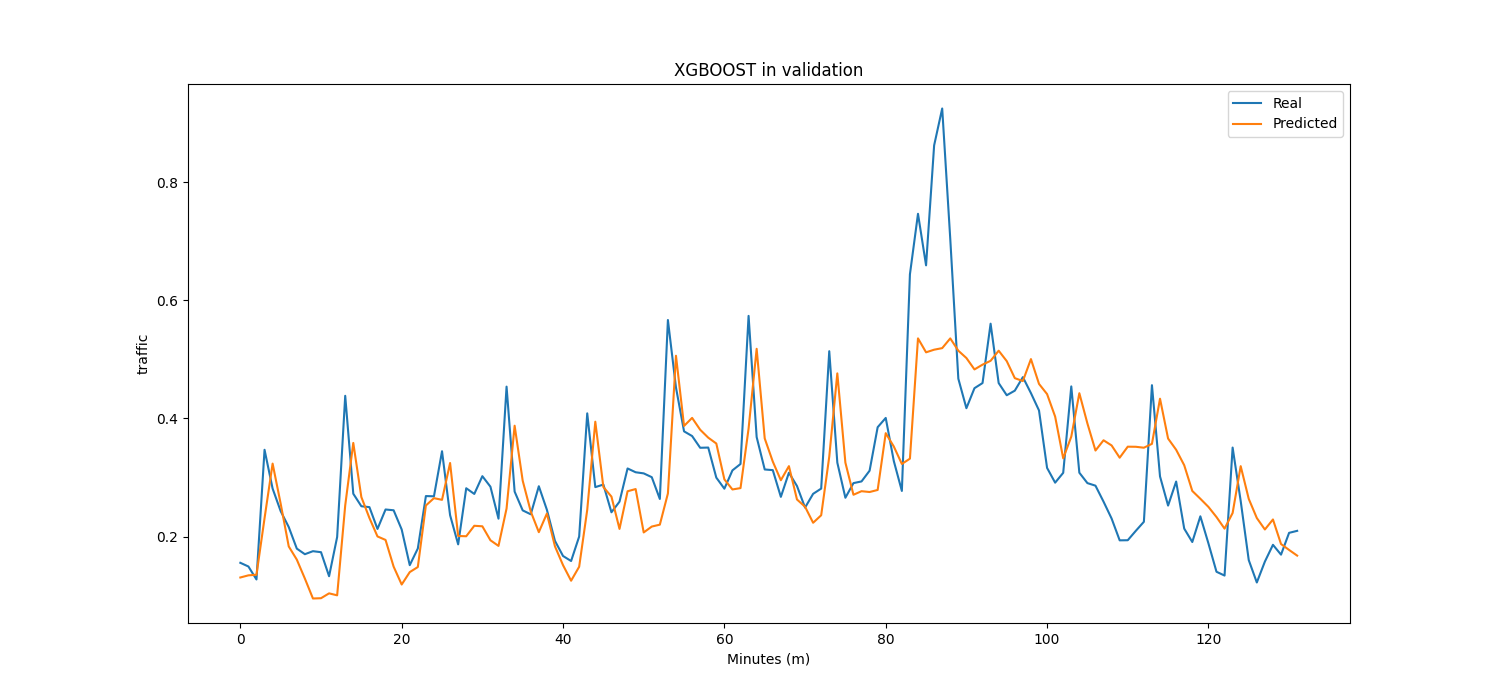 XGBOOST in validation
Real
Predicted
0.8
0.6
0.4
0.2
traffic
0 20 40 60 80 100 120
Minutes (m)